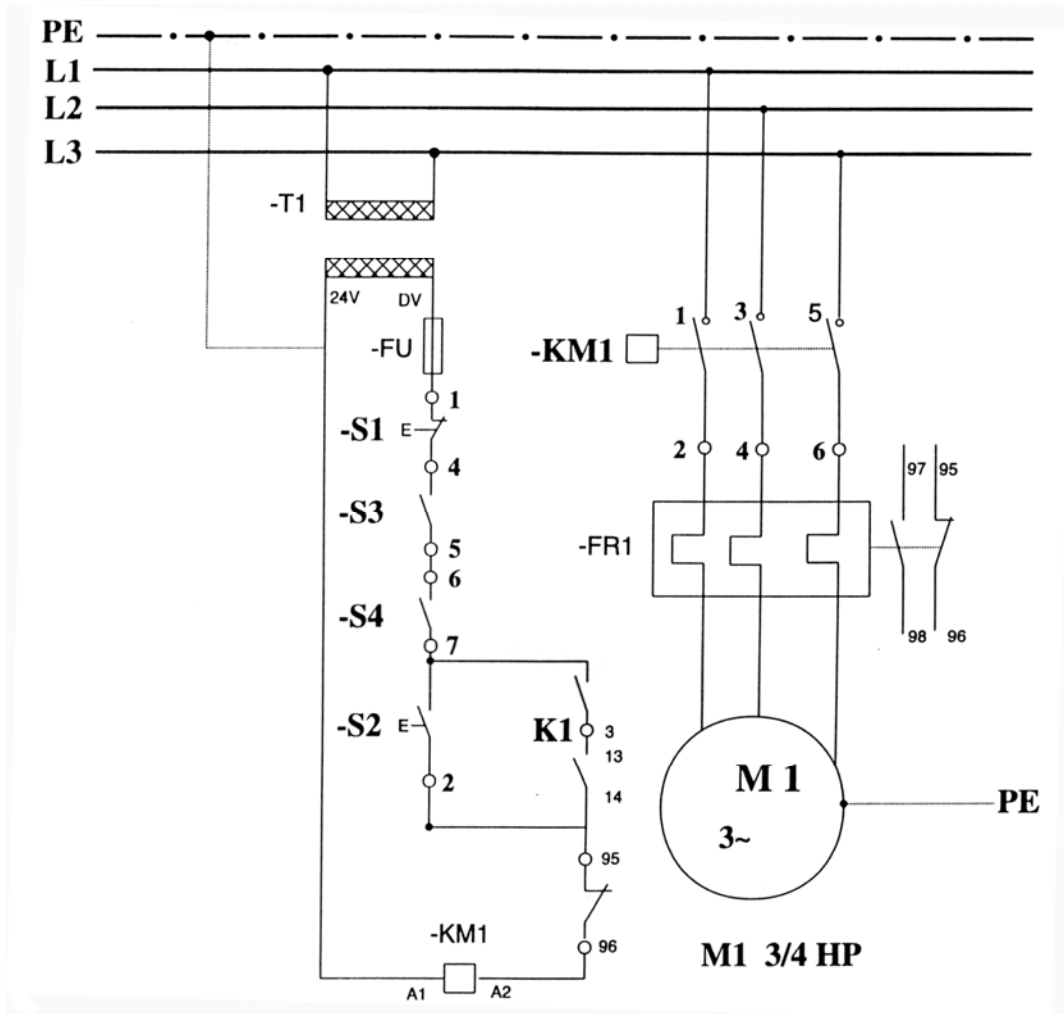 PE
L1
L2
L3
-T1
24V DV
-FU
1 3 5
-KM1
1
-S1 E
4
2 4 6
97 95
-S3
5
-FR1
6
-S4
7
98 96
-S2 E
K1 3
13
2
14
M 1
PE
3~
95
-KM1
96
M1 3/4 HP
A1 A2